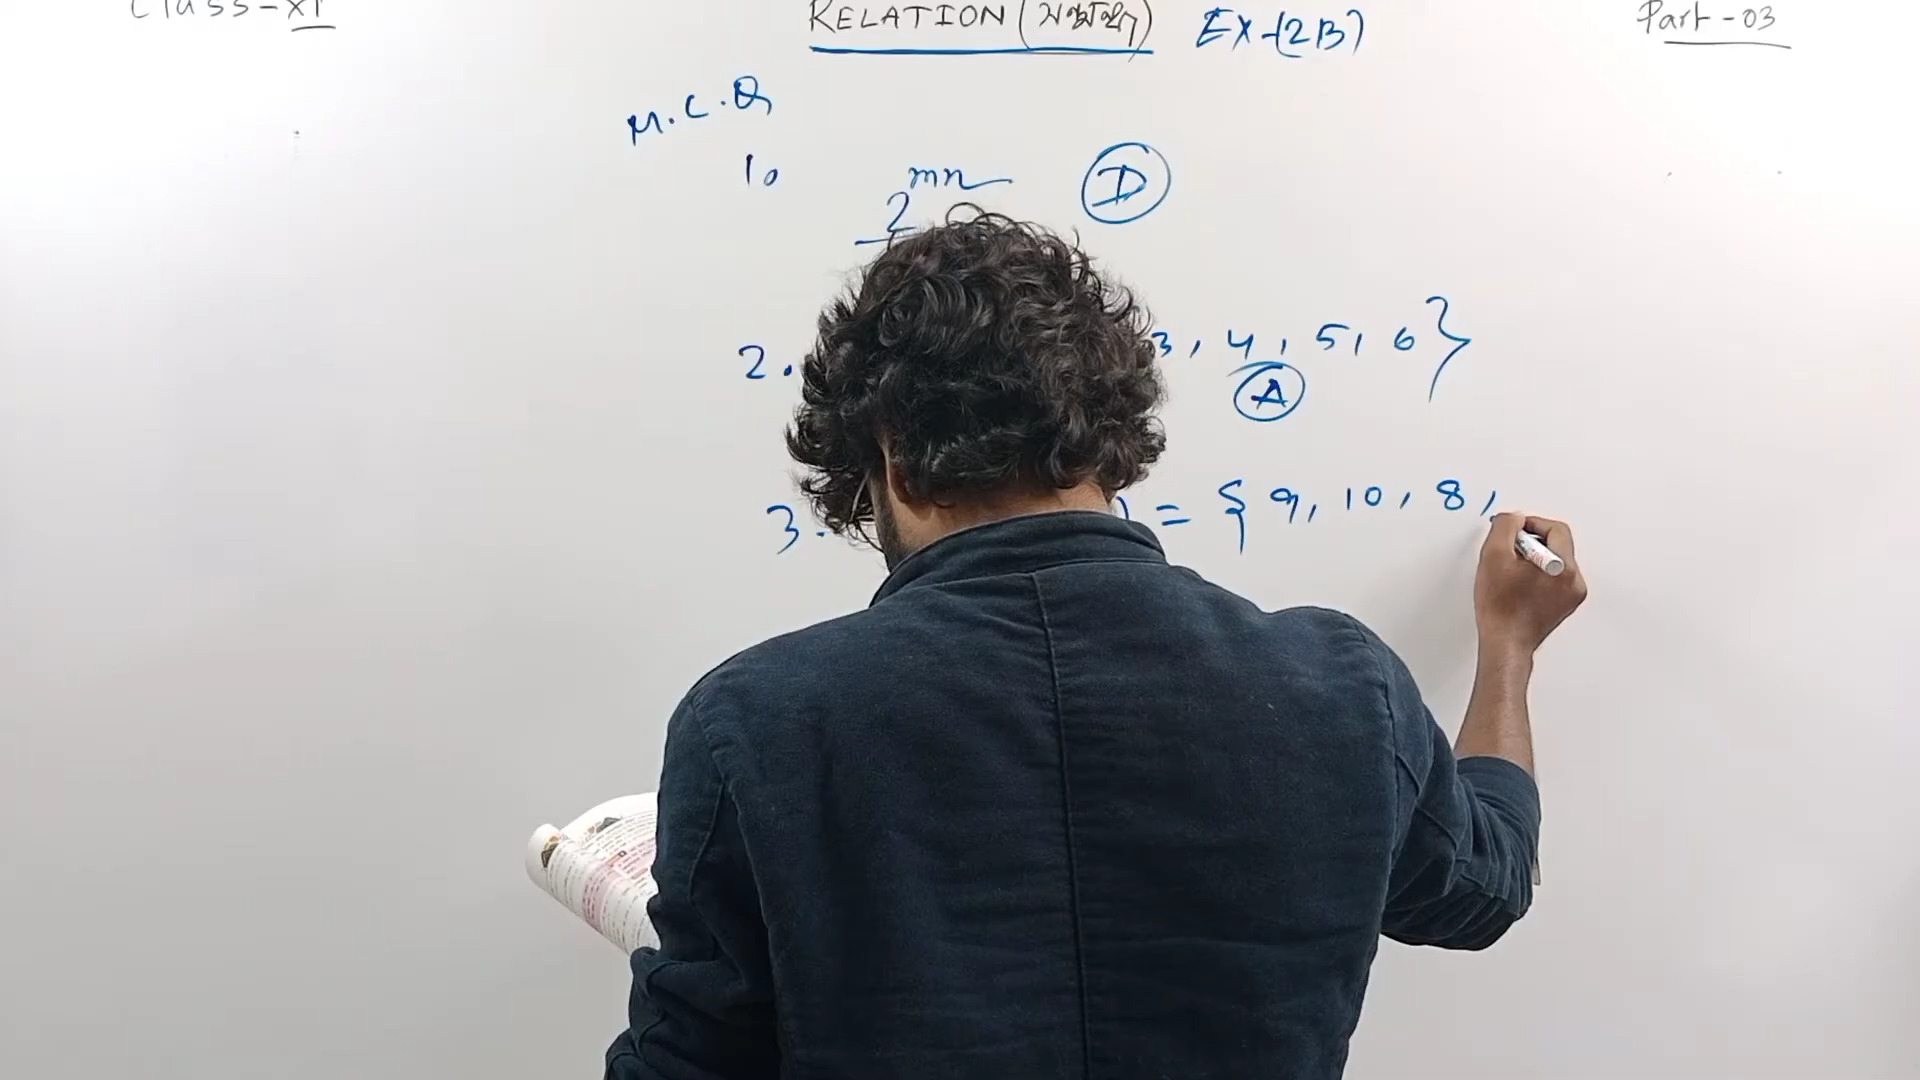 Class-XI RELATION (সম্বন্ধ) EX-(2B) Part-03
M.C.Q
1. 2^mn D
2. 3, 4, 5, 6}
A
3. ) = { 9, 10, 8,